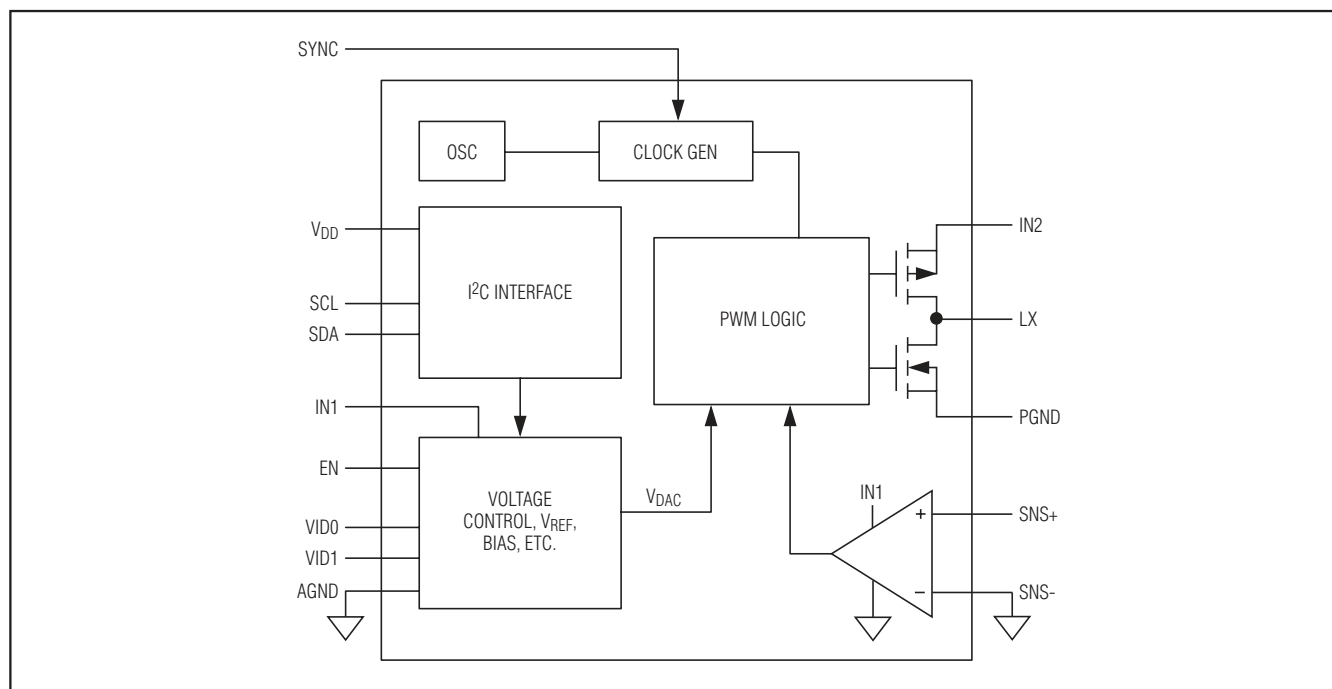 SYNC
OSC
CLOCK GEN
VDD
SCL
SDA
I2C INTERFACE
PWM LOGIC
IN2
LX
PGND
IN1
EN
VID0
VID1
AGND
VOLTAGE
CONTROL, VREF,
BIAS, ETC.
VDAC
IN1
+
−
SNS+
SNS-